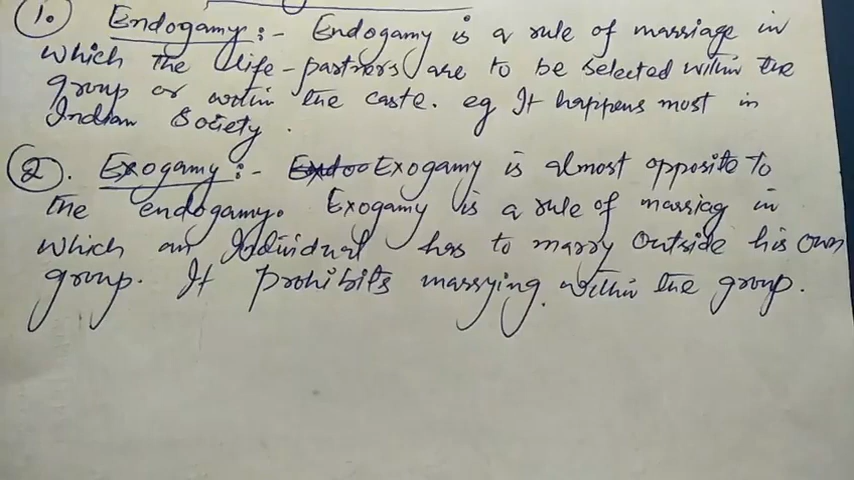 1. Endogamy :- Endogamy is a rule of marriage in
which the life-partners are to be selected within the
group or within the caste. eg It happens most in
Indian Society.
2. Exogamy :- Exogamy is almost opposite to
the endogamy. Exogamy is a rule of marriag in
which an Individual has to marry outside his own
group. It prohibits marrying within the group.